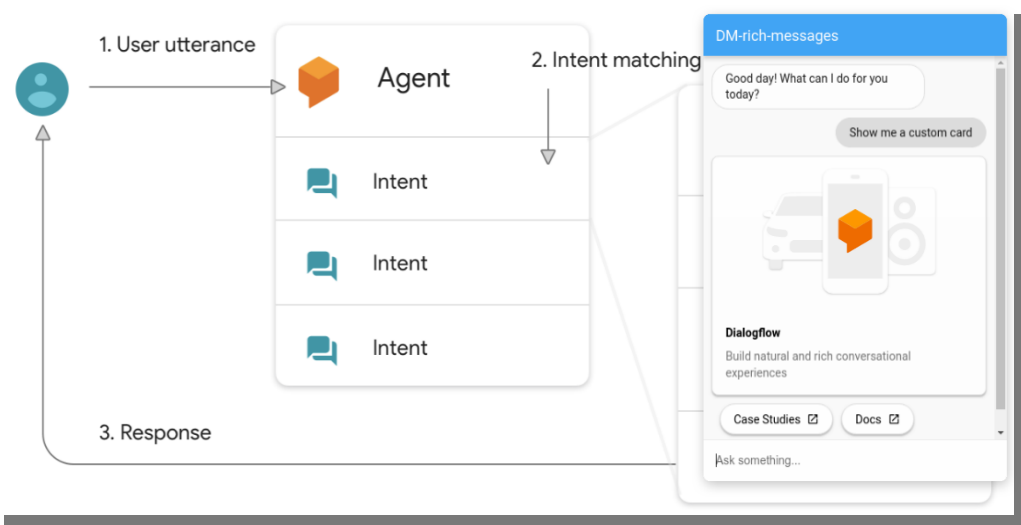 1. User utterance
Agent
2. Intent matching
Intent
Intent
Intent
3. Response
DM-rich-messages
Good day! What can I do for you
today?
Show me a custom card
Dialogflow
Build natural and rich conversational
experiences
Case Studies
Docs
Ask something...